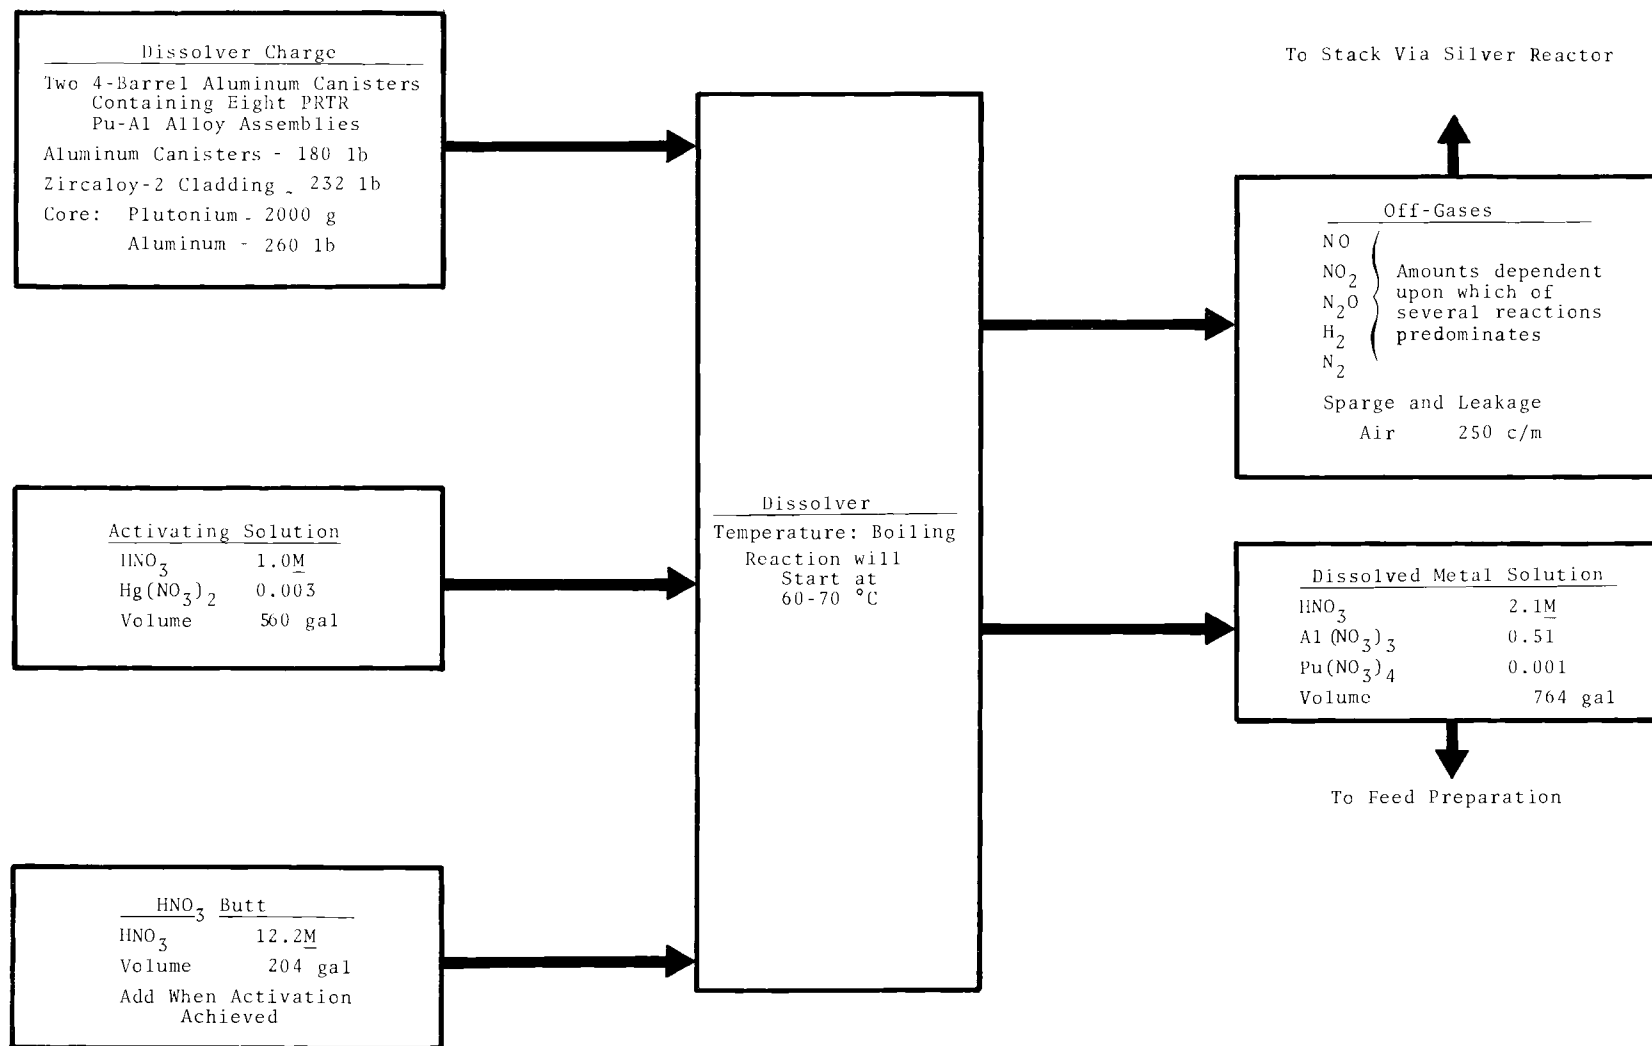 Dissolver Charge
Two 4-Barrel Aluminum Canisters
Containing Eight PRTR
Pu-Al Alloy Assemblies
Aluminum Canisters - 180 lb
Zircaloy-2 Cladding - 232 lb
Core: Plutonium - 2000 g
Aluminum - 260 lb
Activating Solution
HNO3 1.0M
Hg(NO3)2 0.003
Volume 560 gal
HNO3 Butt
HNO3 12.2M
Volume 204 gal
Add When Activation
Achieved
Dissolver
Temperature: Boiling
Reaction will
Start at
60-70 °C
To Stack Via Silver Reactor
Off-Gases
NO
NO2
N2O
H2
N2
Amounts dependent
upon which of
several reactions
predominates
Sparge and Leakage
Air 250 c/m
Dissolved Metal Solution
HNO3 2.1M
Al(NO3)3 0.51
Pu(NO3)4 0.001
Volume 764 gal
To Feed Preparation